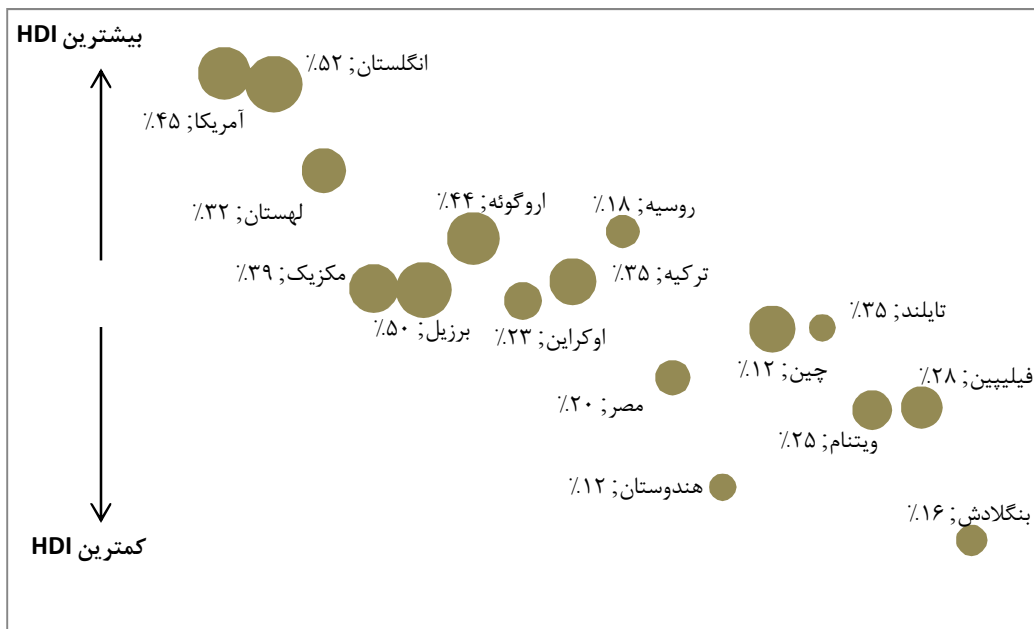 بیشترین HDI
انگلستان; ۵۲٪
آمریکا; ۴۵٪
لهستان; ۳۲٪
اروگوئه; ۴۴٪
روسیه; ۱۸٪
مکزیک; ۳۹٪
ترکیه; ۳۵٪
برزیل; ۵۰٪
اوکراین; ۲۳٪
تایلند; ۳۵٪
چین; ۱۲٪
فیلیپین; ۲۸٪
مصر; ۲۰٪
ویتنام; ۲۵٪
هندوستان; ۱۲٪
بنگلادش; ۱۶٪
کمترین HDI